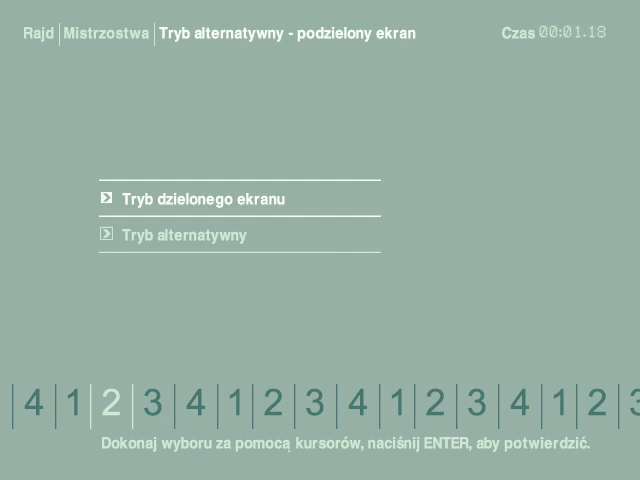 Rajd Mistrzostwa Tryb alternatywny - podzielony ekran Czas 00:01.18
Tryb dzielonego ekranu
Tryb alternatywny
4 1 2 3 4 1 2 3 4 1 2 3 4 1 2 3
Dokonaj wyboru za pomocą kursorów, naciśnij ENTER, aby potwierdzić.